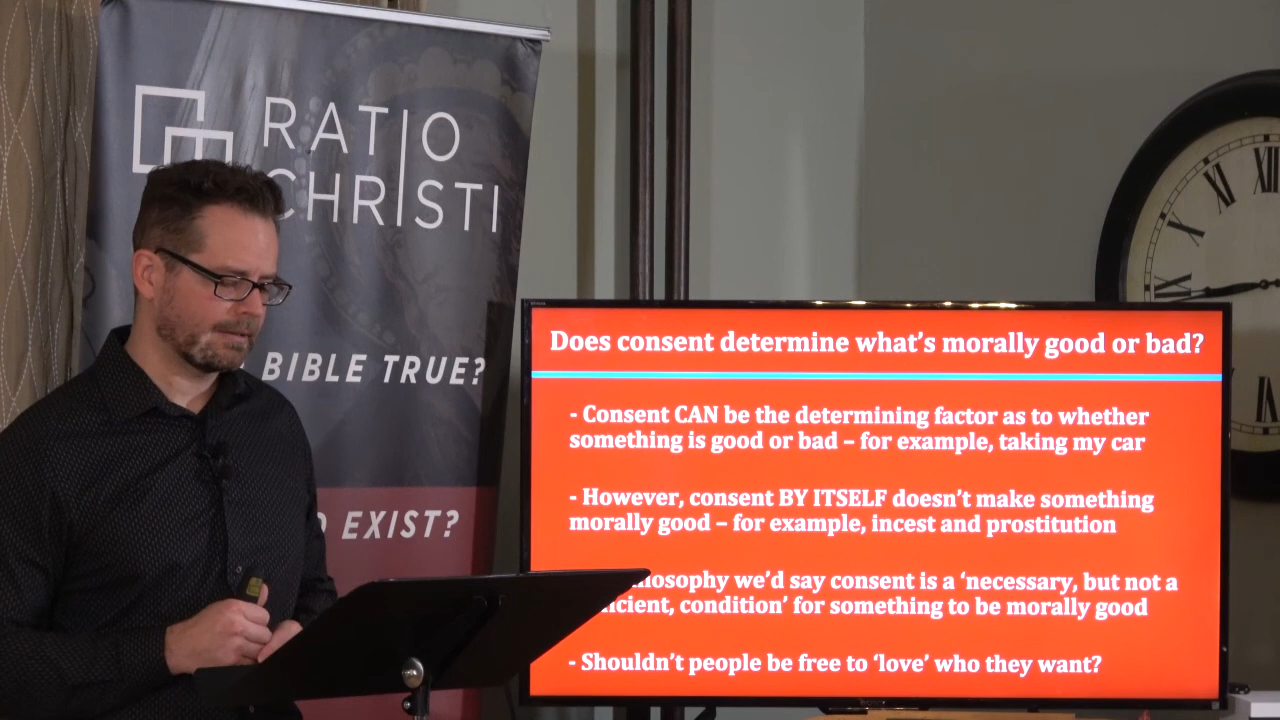 RATIO
CHRISTI
BIBLE TRUE?
EXIST?
Does consent determine what's morally good or bad?
- Consent CAN be the determining factor as to whether
something is good or bad – for example, taking my car
- However, consent BY ITSELF doesn't make something
morally good – for example, incest and prostitution
we'd say consent is a 'necessary, but not a
condition' for something to be morally good
- Shouldn't people be free to 'love' who they want?
XII
XI
X
IX